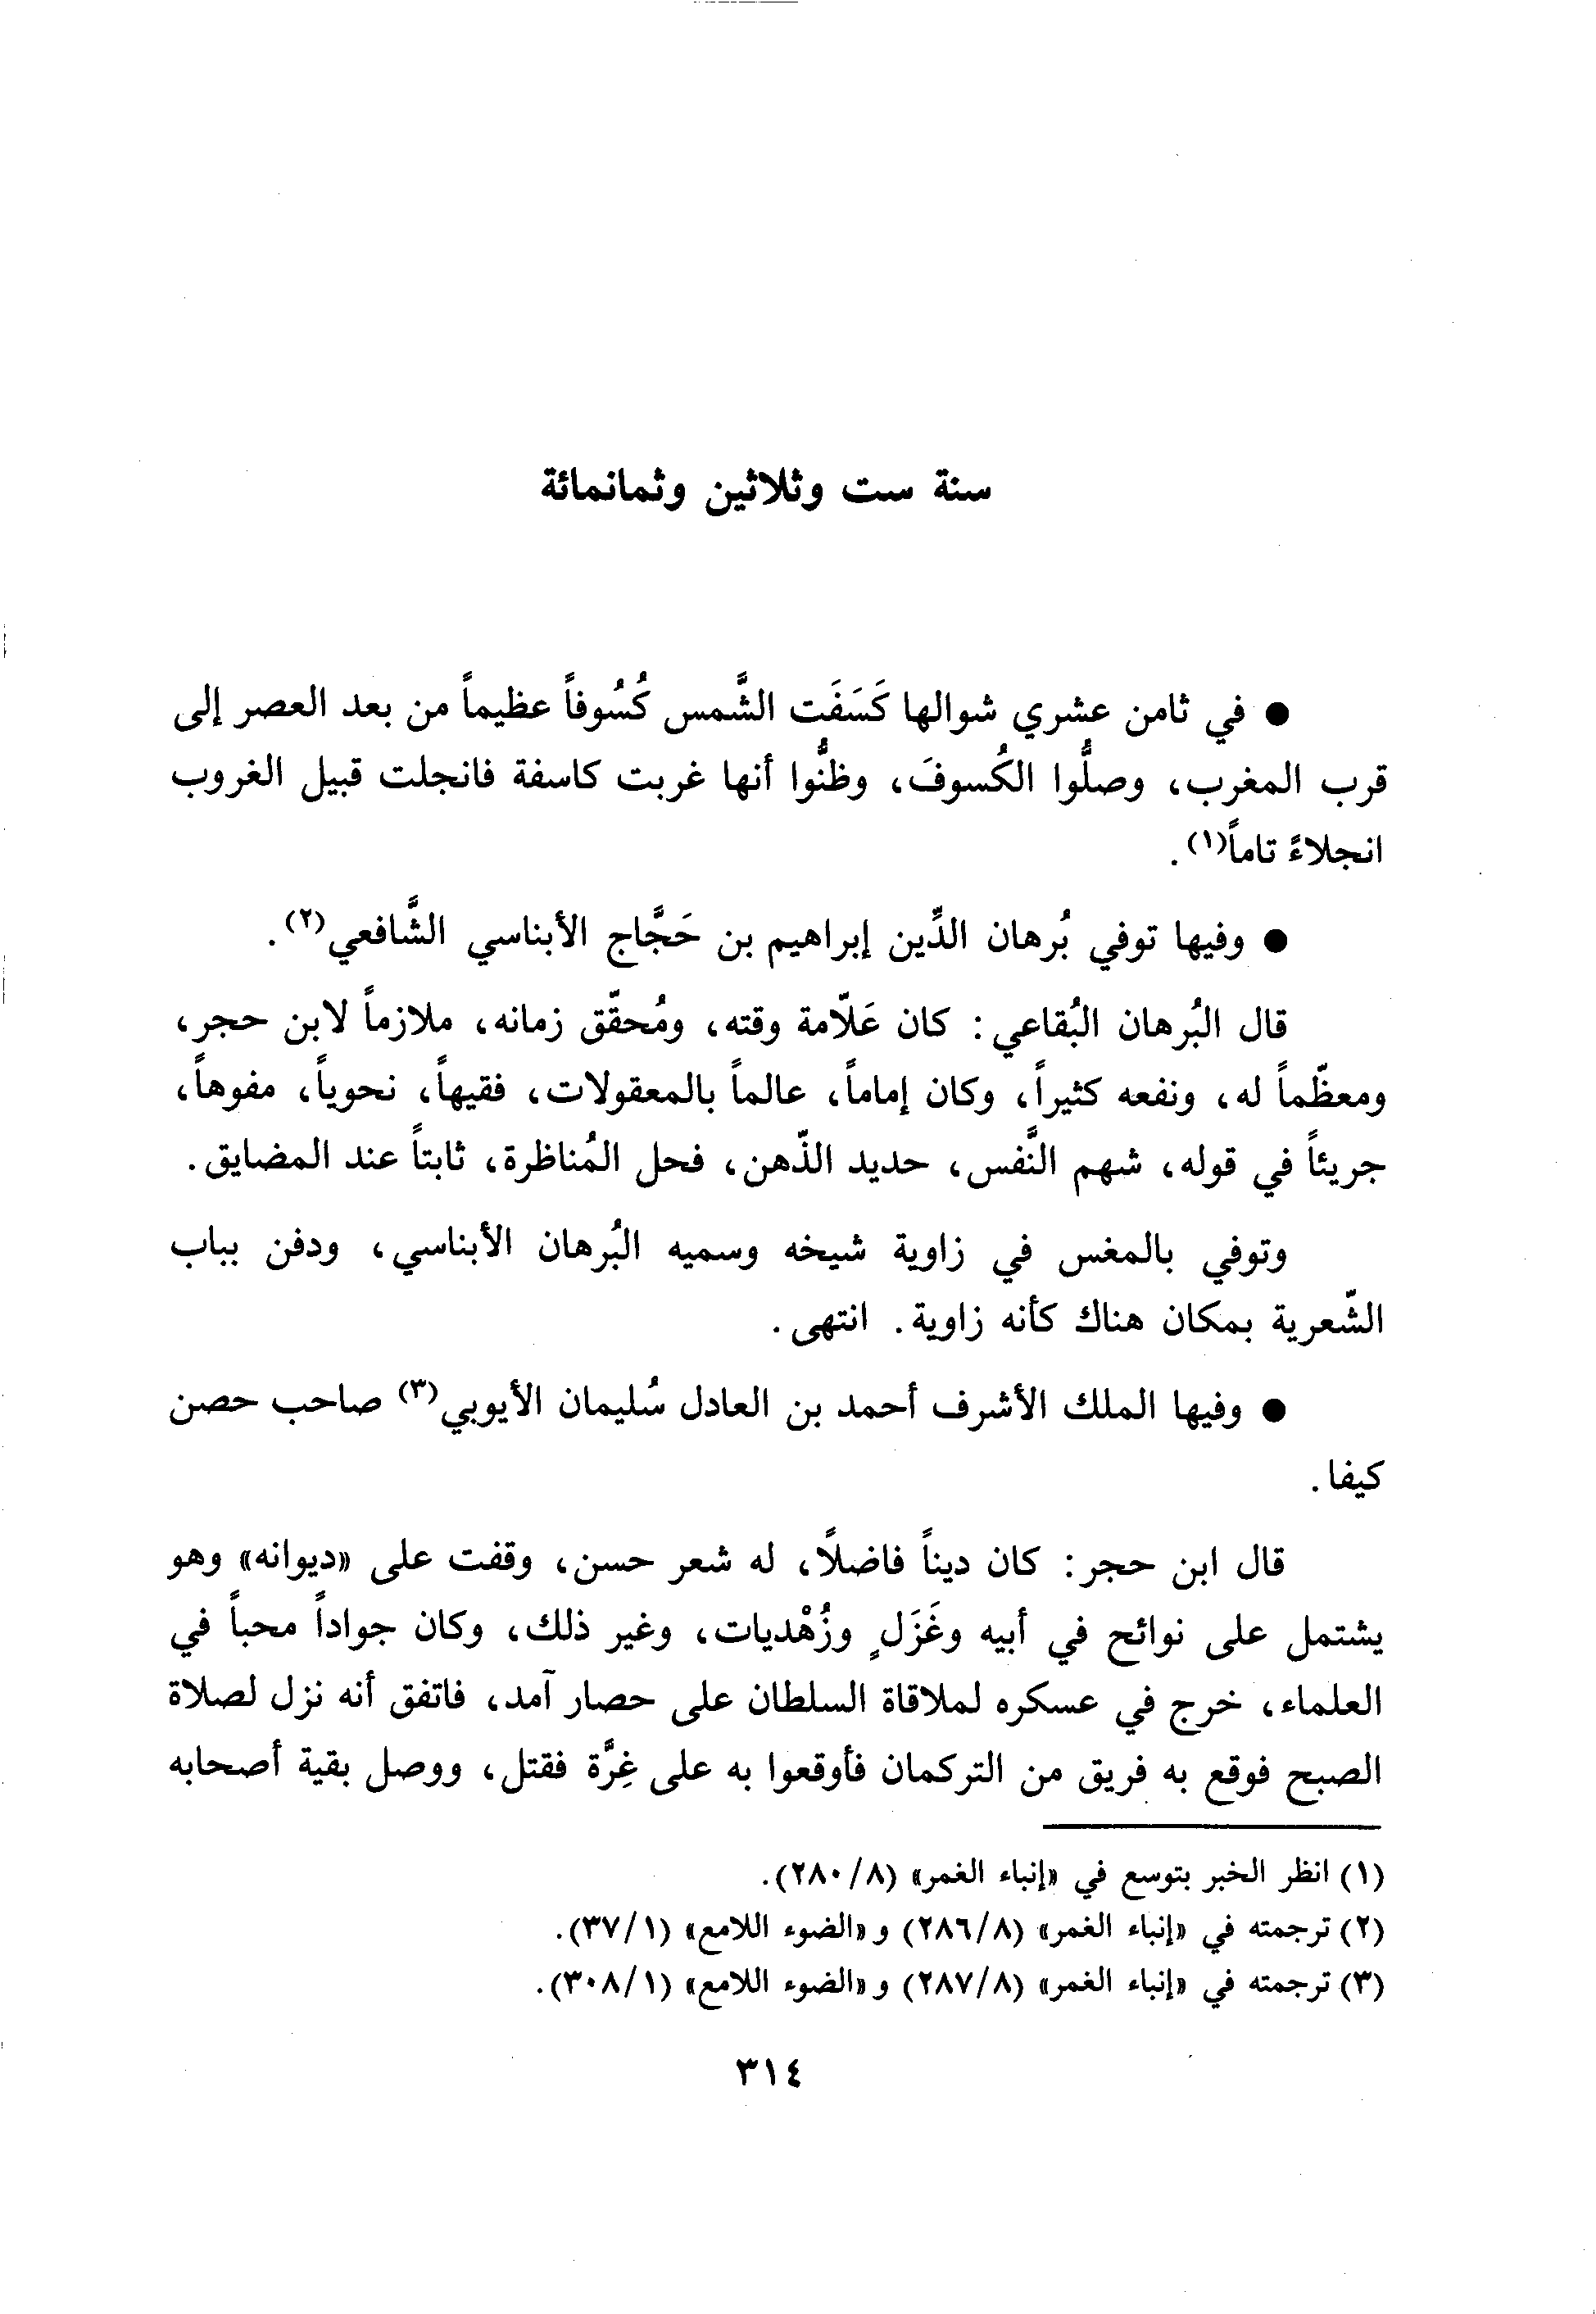 سنة ست وثلاثين وثمانمائة
● في ثامن عشري شوالها كَسَفَت الشَّمس كُسُوفاً عظيماً من بعد العصر إلى
قرب المغرب، وصلُّوا الكُسوفَ، وظنُّوا أنها غربت كاسفة فانجلت قبيل الغروب
انجلاءً تاماً(١).
● وفيها توفي بُرهان الدِّين إبراهيم بن حَجَّاج الأبناسي الشَّافعي(٢).
قال البُرهان البُقاعي: كان عَلّامة وقته، ومُحقّق زمانه، ملازماً لابن حجر،
ومعظّماً له، ونفعه كثيراً، وكان إماماً، عالماً بالمعقولات، فقيهاً، نحوياً، مفوهاً،
جريئاً في قوله، شهم النَّفس، حديد الذّهن، فحل المُناظرة، ثابتاً عند المضايق.
وتوفي بالمغس في زاوية شيخه وسميه البُرهان الأبناسي، ودفن بباب
الشّعرية بمكان هناك كأنه زاوية. انتهى.
● وفيها الملك الأشرف أحمد بن العادل سُليمان الأيوبي(٣) صاحب حصن
كيفا.
قال ابن حجر: كان ديناً فاضلاً، له شعر حسن، وقفت على «ديوانه» وهو
يشتمل على نوائح في أبيه وغَزَلٍ وزُهْديات، وغير ذلك، وكان جواداً محباً في
العلماء، خرج في عسكره لملاقاة السلطان على حصار آمد، فاتفق أنه نزل لصلاة
الصبح فوقع به فريق من التركمان فأوقعوا به على غِرَّة فقتل، ووصل بقية أصحابه
(١) انظر الخبر بتوسع في «إنباء الغمر» (٨/٢٨٠).
(٢) ترجمته في «إنباء الغمر» (٨/٢٨٦) و «الضوء اللامع» (١/٣٧).
(٣) ترجمته في «إنباء الغمر» (٨/٢٨٧) و «الضوء اللامع» (١/٣٠٨).
٣١٤